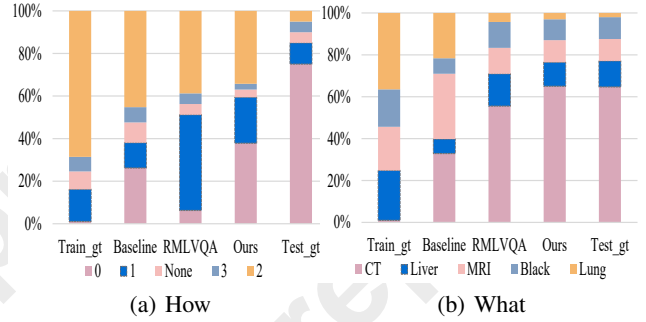 100%
80%
60%
40%
20%
0%
Train_gt Baseline RMLVQA Ours Test_gt
0 1 None 3 2
(a) How
100%
80%
60%
40%
20%
0%
Train_gt Baseline RMLVQA Ours Test_gt
CT Liver MRI Black Lung
(b) What